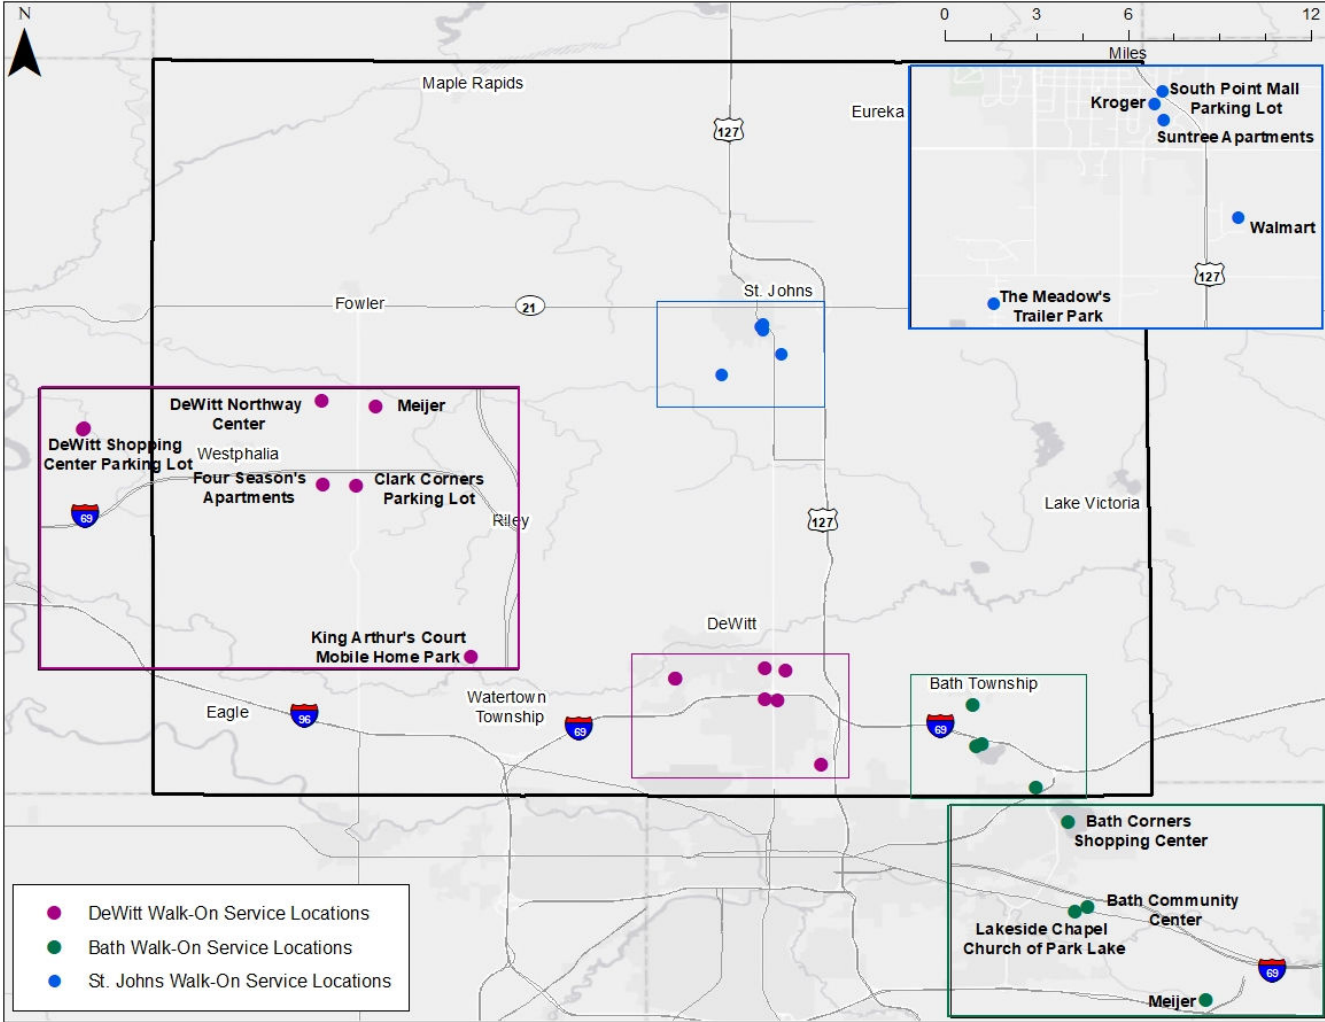 N
0 3 6 12
Miles
Maple Rapids
Eureka
127
South Point Mall
Parking Lot
Kroger
Suntree Apartments
Walmart
127
The Meadow's
Trailer Park
St. Johns
Fowler
21
DeWitt Northway
Center
Meijer
DeWitt Shopping
Center Parking Lot
Westphalia
Four Season's
Apartments
Clark Corners
Parking Lot
69
Riley
Lake Victoria
127
King Arthur's Court
Mobile Home Park
DeWitt
Watertown
Township
Bath Township
Eagle
96
69
69
Bath Corners
Shopping Center
Bath Community
Center
Lakeside Chapel
Church of Park Lake
69
Meijer
DeWitt Walk-On Service Locations
Bath Walk-On Service Locations
St. Johns Walk-On Service Locations